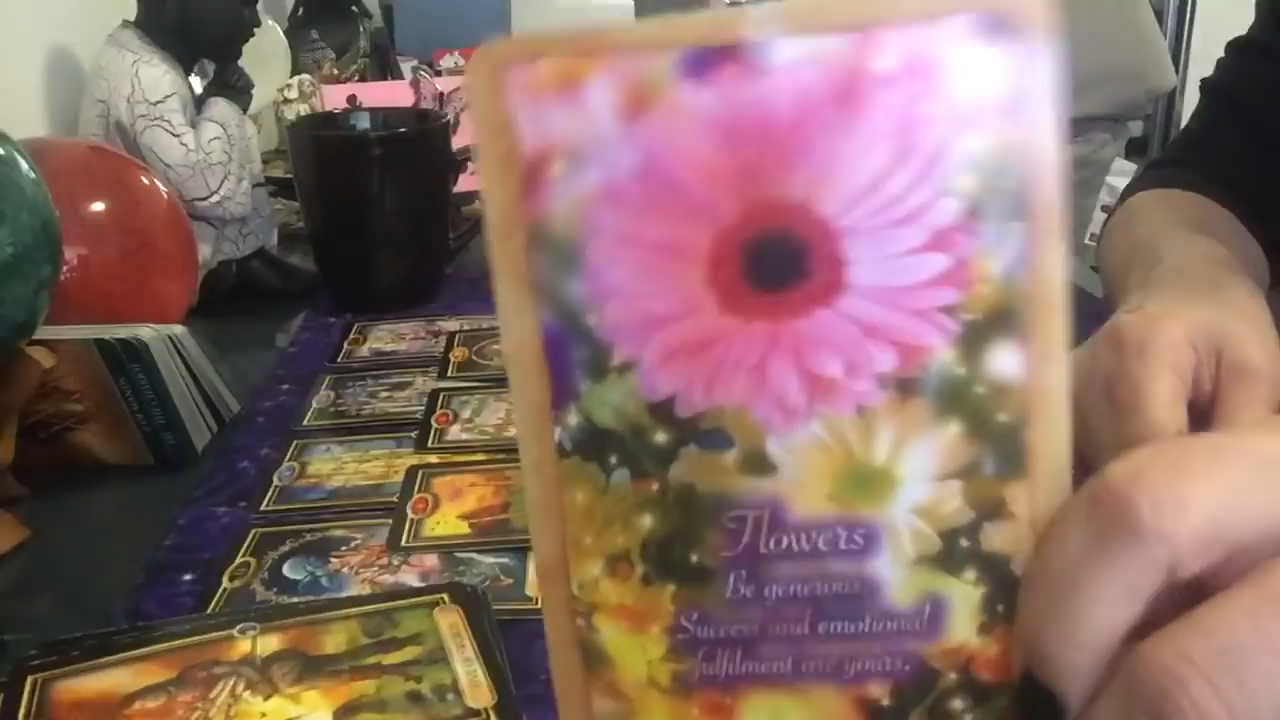 Flowers
Be generous.
Success and emotional
fulfilment are yours.